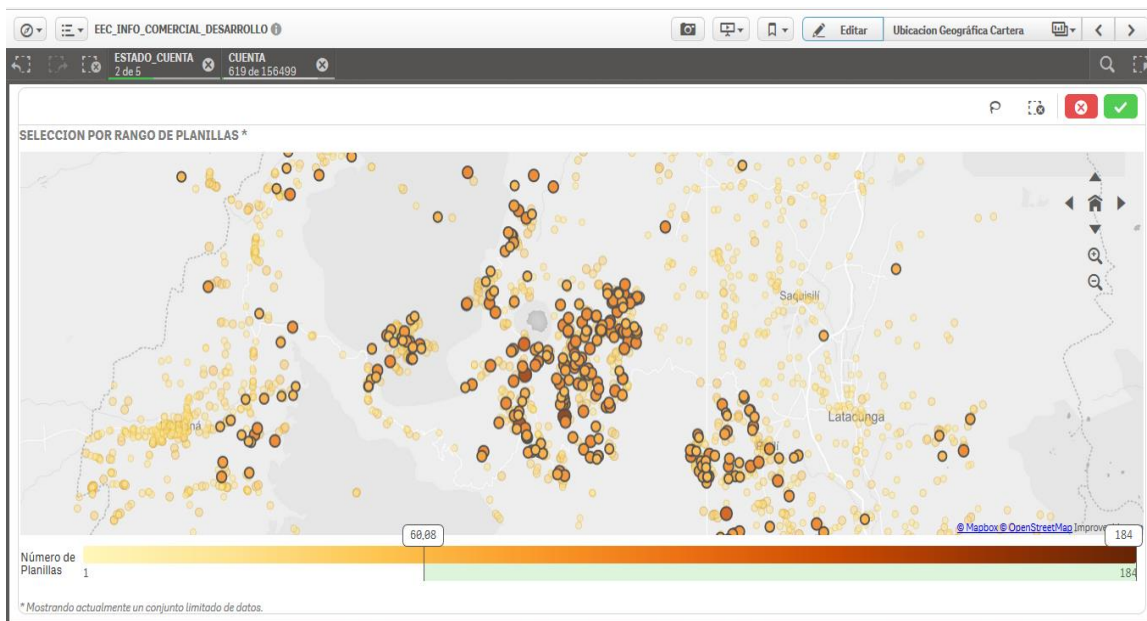 EEC_INFO_COMERCIAL_DESARROLLO
Editar
Ubicacion Geográfica Cartera
ESTADO_CUENTA
2 de 5
CUENTA
619 de 156499
SELECCION POR RANGO DE PLANILLAS *
Saquisilí
Latacunga
© Mapbox © OpenStreetMap Improve
60,08
184
Número de
Planillas
1
184
* Mostrando actualmente un conjunto limitado de datos.